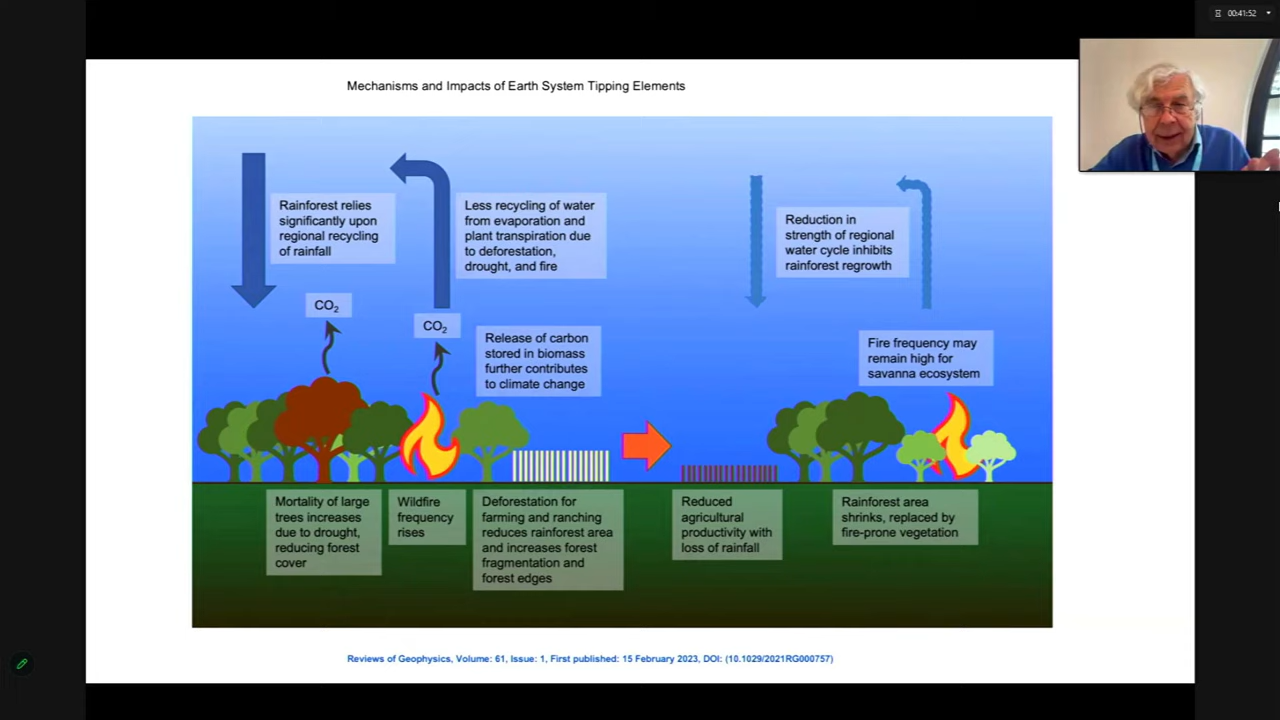 00:41:52
Mechanisms and Impacts of Earth System Tipping Elements
Rainforest relies
significantly upon
regional recycling
of rainfall
Less recycling of water
from evaporation and
plant transpiration due
to deforestation,
drought, and fire
Reduction in
strength of regional
water cycle inhibits
rainforest regrowth
CO₂
CO₂
Release of carbon
stored in biomass
further contributes
to climate change
Fire frequency may
remain high for
savanna ecosystem
Mortality of large
trees increases
due to drought,
reducing forest
cover
Wildfire
frequency
rises
Deforestation for
farming and ranching
reduces rainforest area
and increases forest
fragmentation and
forest edges
Reduced
agricultural
productivity with
loss of rainfall
Rainforest area
shrinks, replaced by
fire-prone vegetation
Reviews of Geophysics, Volume: 61, Issue: 1, First published: 15 February 2023, DOI: (10.1029/2021RG000757)